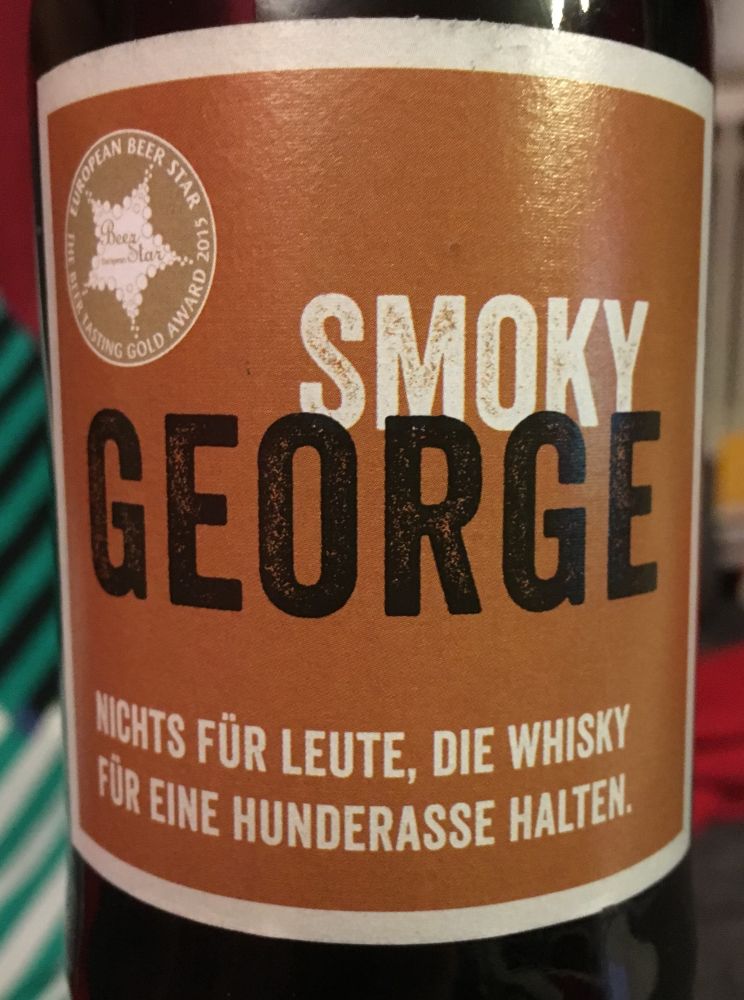 EUROPEAN BEER STAR
Beer
European
Star
THE BEER TASTING GOLD AWARD 2015
SMOKY
GEORGE
NICHTS FÜR LEUTE, DIE WHISKY
FÜR EINE HUNDERASSE HALTEN.